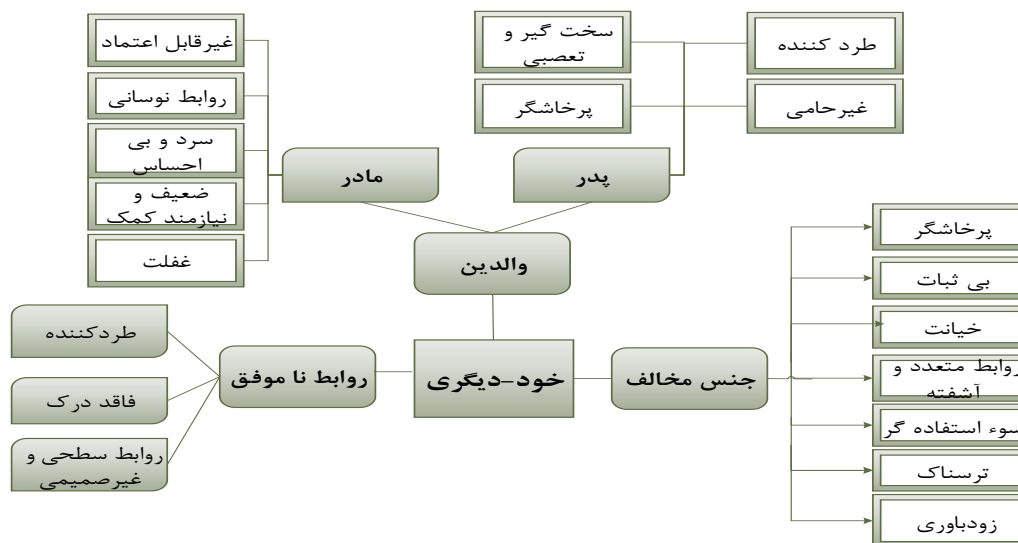 غیرقابل اعتماد
روابط نوسانی
سرد و بی
احساس
ضعیف و
نیازمند کمک
غفلت
مادر
سخت گیر و
تعصبی
پرخاشگر
طرد کننده
غیرحامی
پدر
والدین
خود-دیگری
روابط نا موفق
طردکننده
فاقد درک
روابط سطحی و
غیرصمیمی
جنس مخالف
پرخاشگر
بی ثبات
خیانت
روابط متعدد و
آشفته
سوء استفاده گر
ترسناک
زودباوری